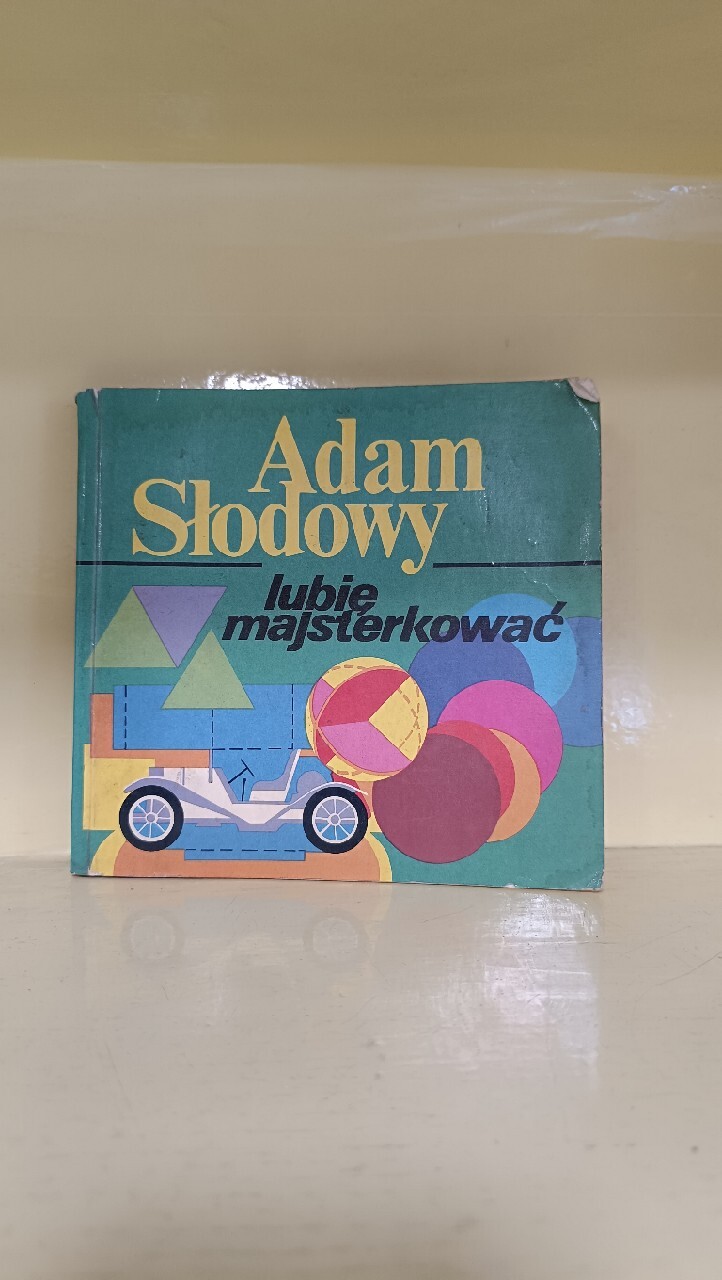 Adam
Słodowy
lubię
majsterkować